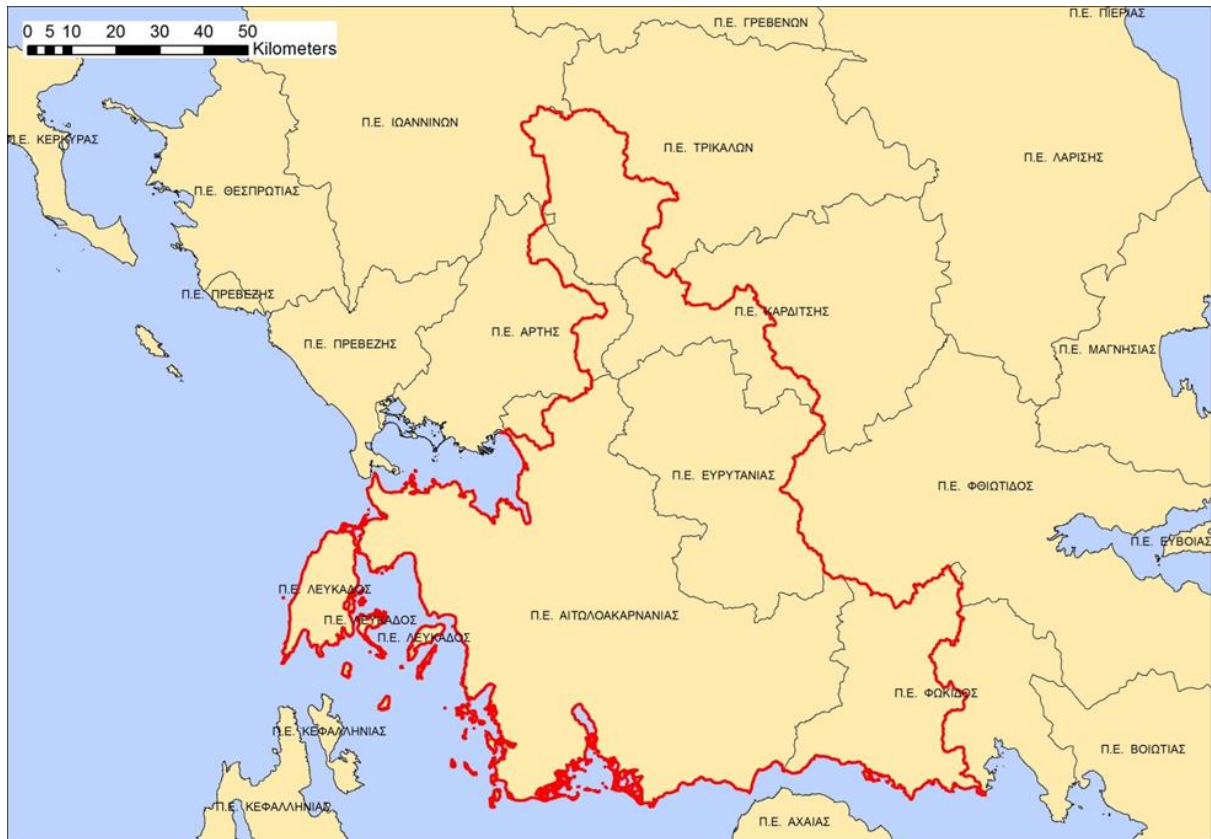 Π.Ε. ΠΙΕΡΙΑΣ
0 5 10 20 30 40 50
Kilometers
Π.Ε. ΓΡΕΒΕΝΩΝ
Π.Ε. ΙΩΑΝΝΙΝΩΝ
Π.Ε. ΚΕΡΚΥΡΑΣ
Π.Ε. ΤΡΙΚΑΛΩΝ
Π.Ε. ΛΑΡΙΣΗΣ
Π.Ε. ΘΕΣΠΡΩΤΙΑΣ
Π.Ε. ΠΡΕΒΕΖΗΣ
Π.Ε. ΚΑΡΔΙΤΣΗΣ
Π.Ε. ΑΡΤΗΣ
Π.Ε. ΠΡΕΒΕΖΗΣ
Π.Ε. ΜΑΓΝΗΣΙΑΣ
Π.Ε. ΕΥΡΥΤΑΝΙΑΣ
Π.Ε. ΦΘΙΩΤΙΔΟΣ
Π.Ε. ΕΥΒΟΙΑΣ
Π.Ε. ΛΕΥΚΑΔΟΣ
Π.Ε. ΑΙΤΩΛΟΑΚΑΡΝΑΝΙΑΣ
Π.Ε. ΛΕΥΚΑΔΟΣ
Π.Ε. ΛΕΥΚΑΔΟΣ
Π.Ε. ΦΩΚΙΔΟΣ
Π.Ε. ΚΕΦΑΛΛΗΝΙΑΣ
Π.Ε. ΒΟΙΩΤΙΑΣ
Π.Ε. ΚΕΦΑΛΛΗΝΙΑΣ
Π.Ε. ΑΧΑΙΑΣ